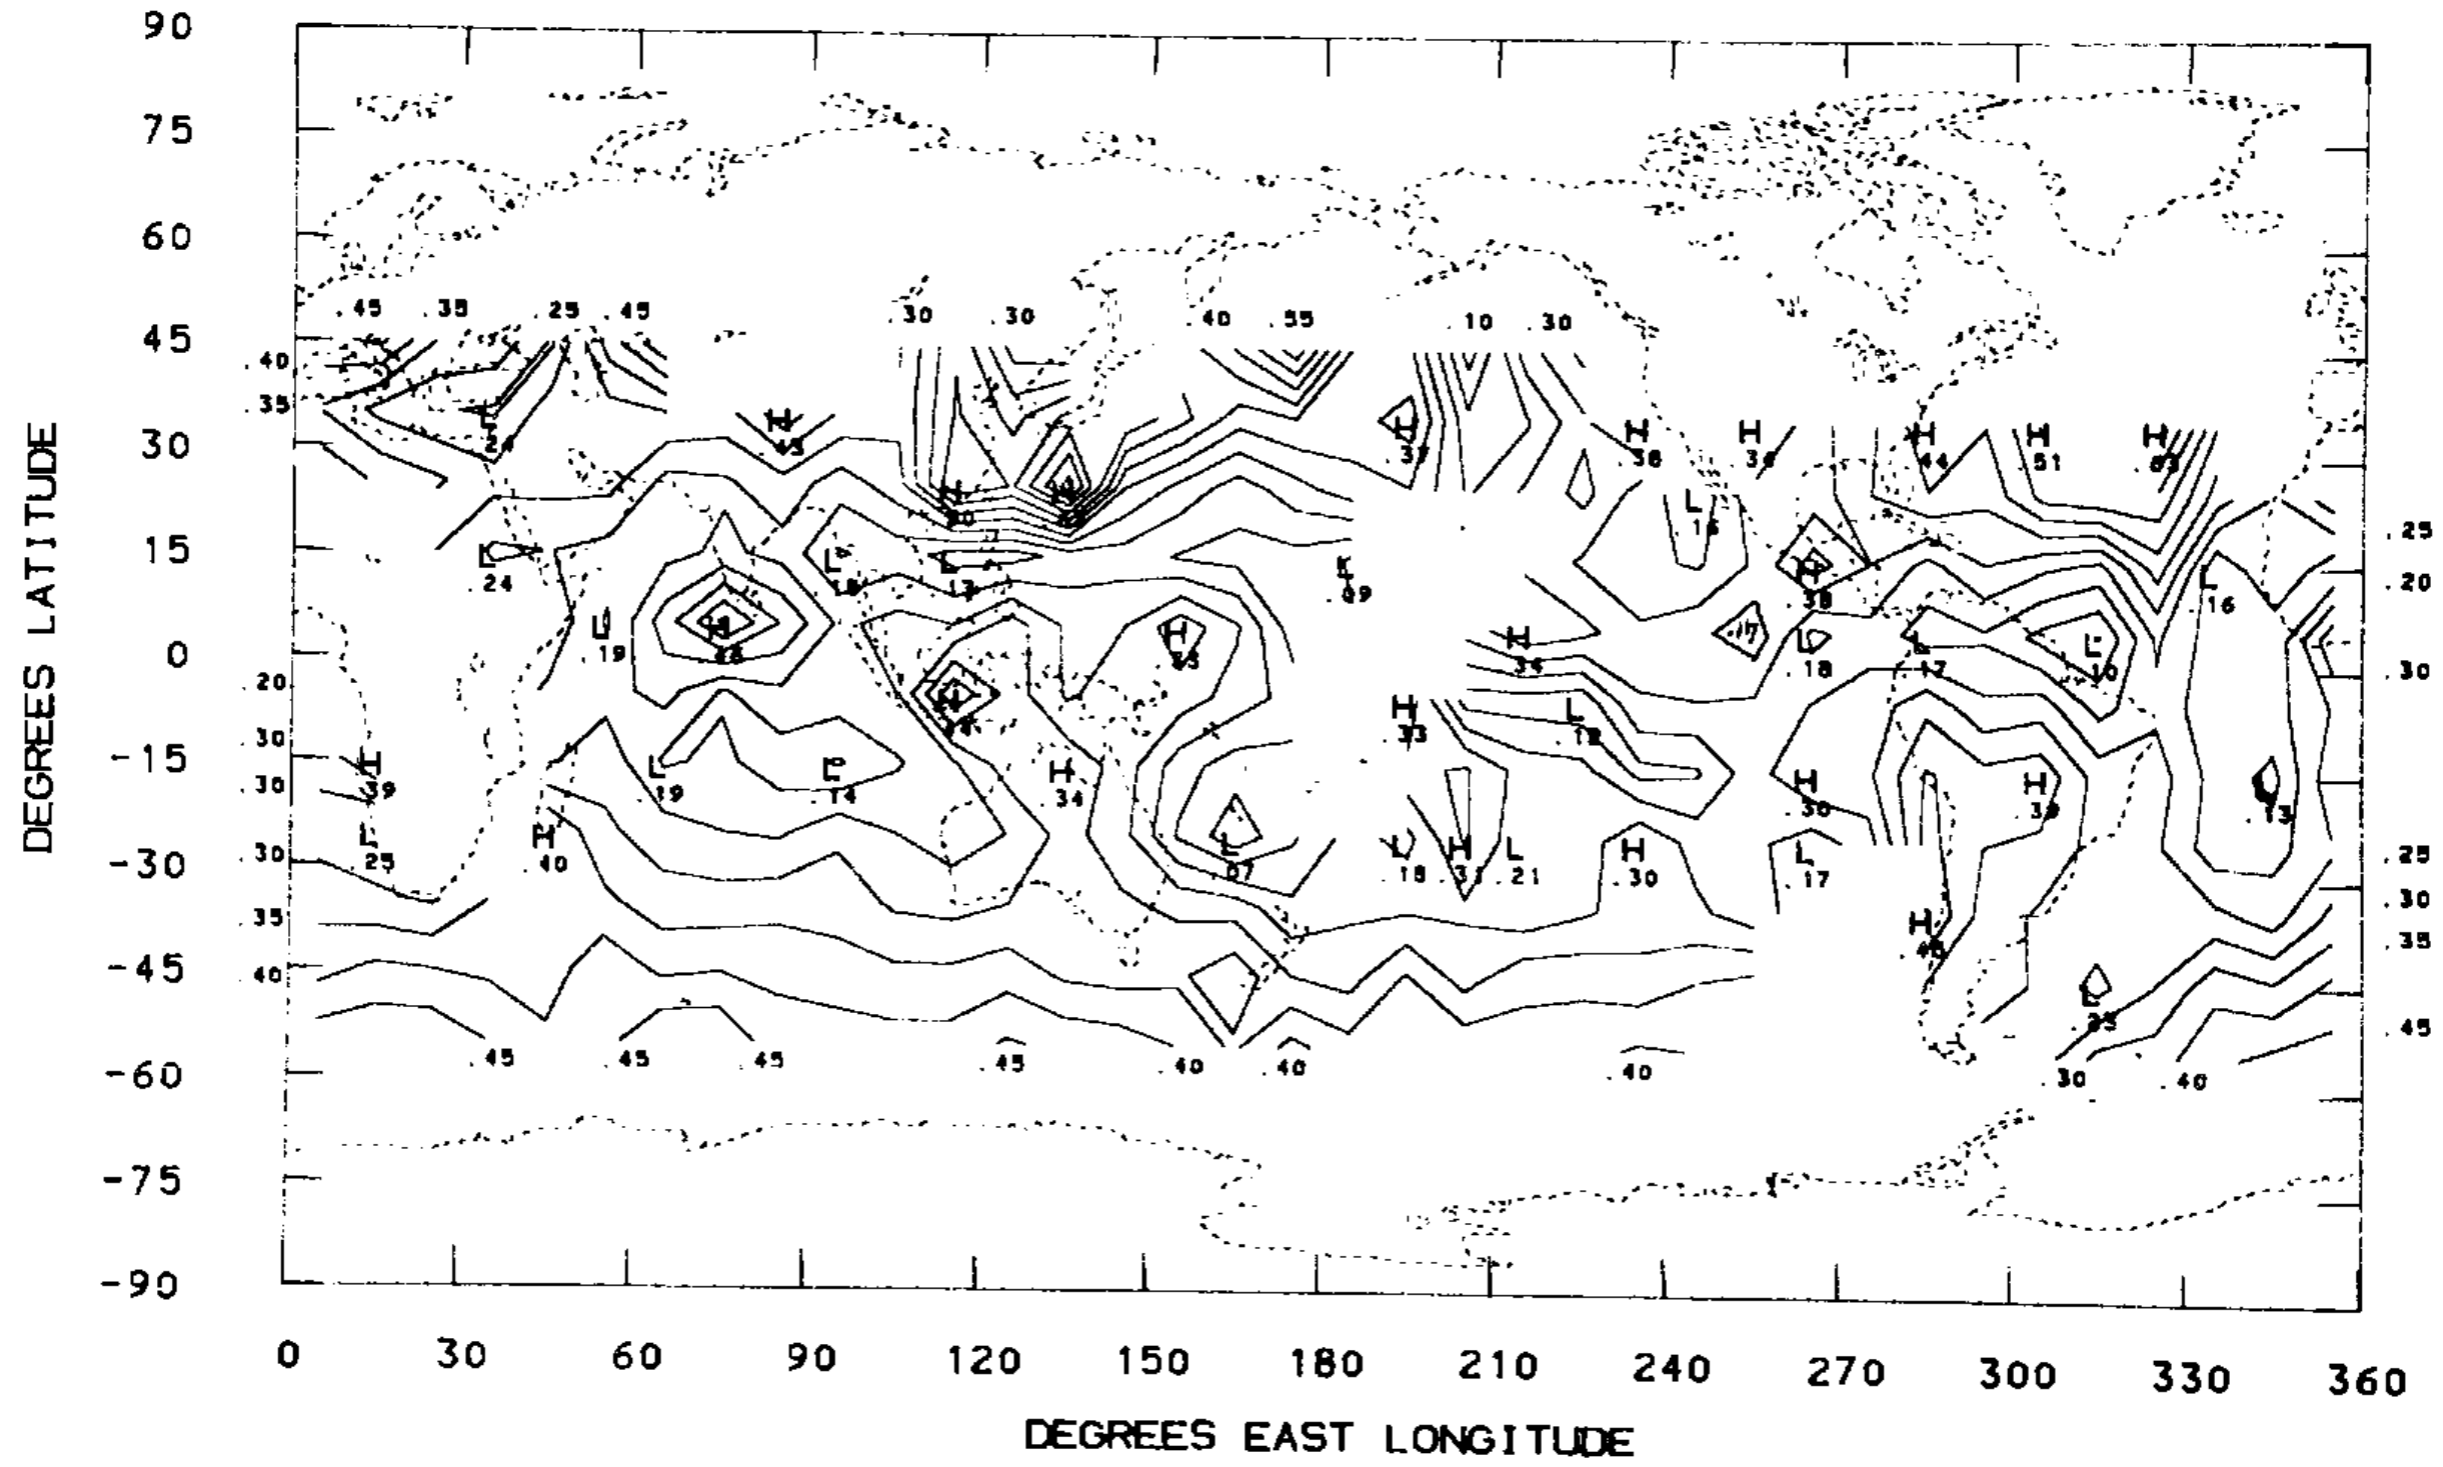 90
75
60
.45 .35 .25 .45 .30 .30 .40 .55 .10 .30
45
.40
.35
L H H H H H H H
.37 .38 .36 .44 .51
30
H L
15
.25
L L L L
.24 .09 .16 .20
.38
L H H L L L
.19 .34 .18 .17
0
.20 .30
H L
.33 .12
.30
-15
H L L H H H
.39 .19 .14 .34 .30 .39 .13
.30
L H L L H L H L
.25 .40 .07 .18 .31 .21 .30 .17
.30 .25
-30
.30
.35 H .35
-45
.40 L
.45
.45 .45 .45 .45 .40 .40 .40 .30 .40
-60
-75
-90
0 30 60 90 120 150 180 210 240 270 300 330 360
DEGREES EAST LONGITUDE
DEGREES LATITUDE